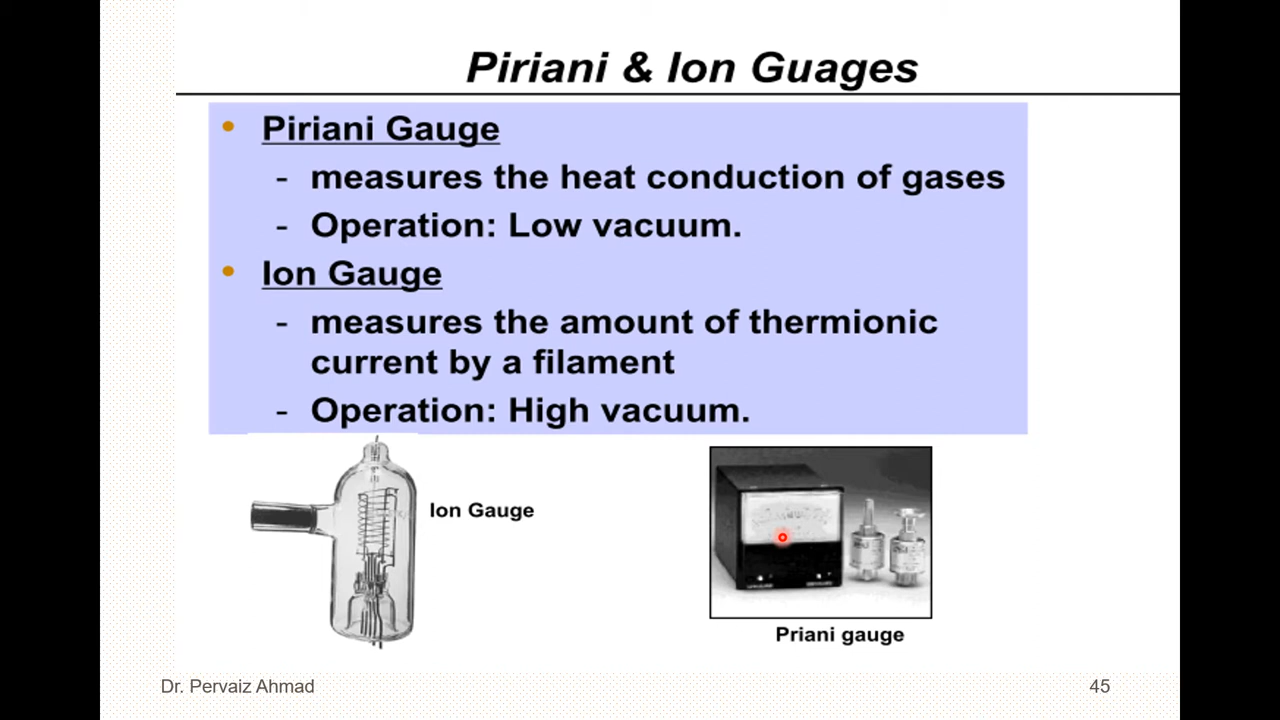 Piriani & Ion Guages
• Piriani Gauge
- measures the heat conduction of gases
- Operation: Low vacuum.
• Ion Gauge
- measures the amount of thermionic
current by a filament
- Operation: High vacuum.
Ion Gauge
Priani gauge
Dr. Pervaiz Ahmad
45